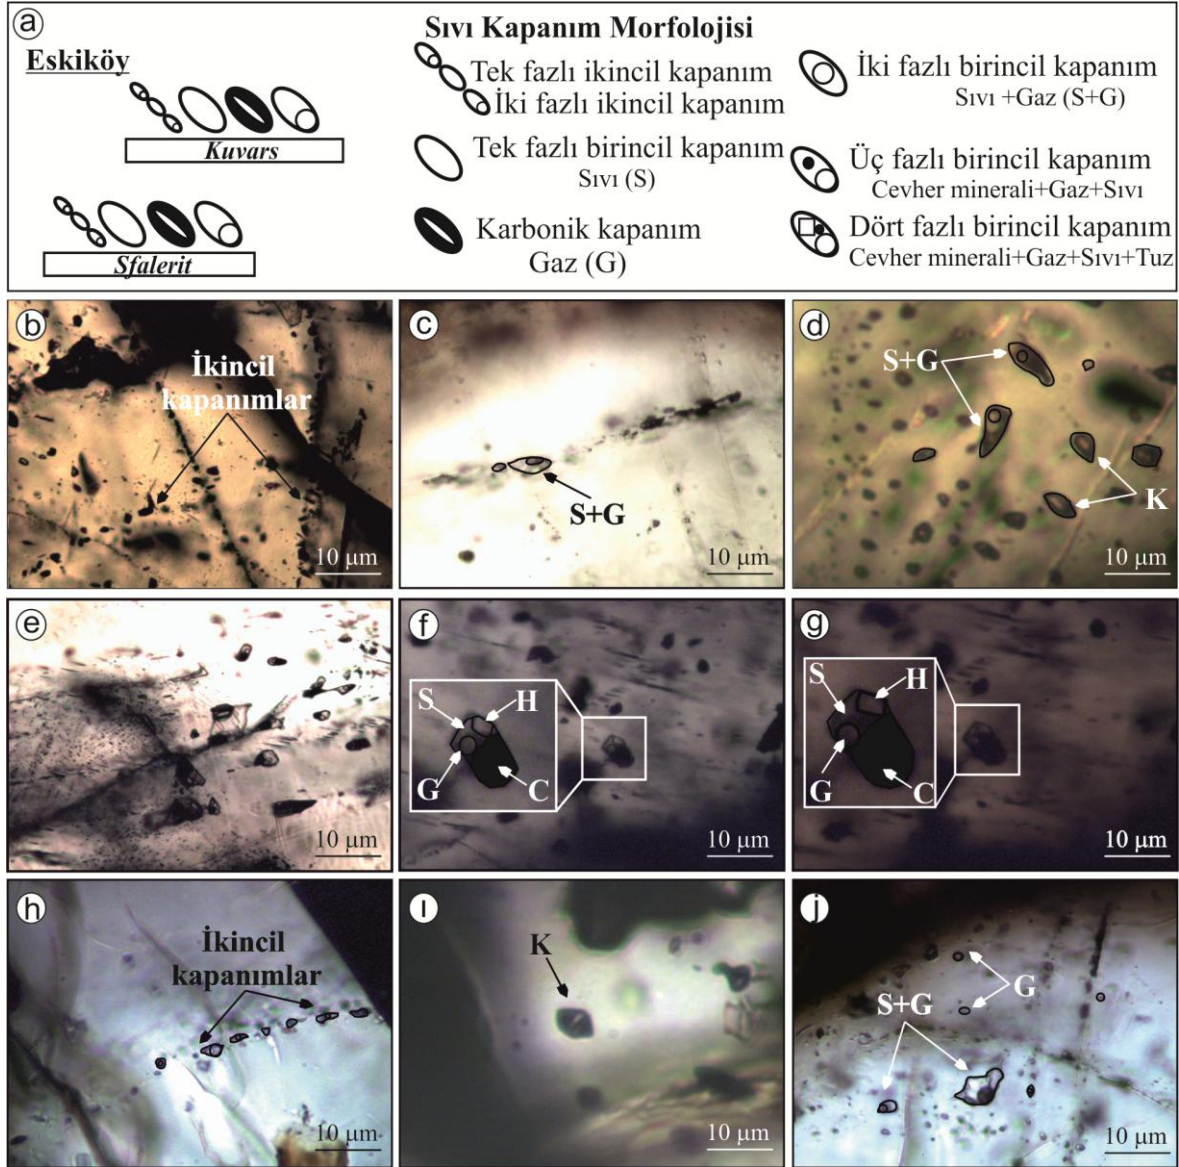 a
Eskiköy
Kuvars
Sfalerit
Sıvı Kapanım Morfolojisi
Tek fazlı ikincil kapanım
İki fazlı ikincil kapanım
Tek fazlı birincil kapanım
Sıvı (S)
Karbonik kapanım
Gaz (G)
İki fazlı birincil kapanım
Sıvı +Gaz (S+G)
Üç fazlı birincil kapanım
Cevher minerali+Gaz+Sıvı
Dört fazlı birincil kapanım
Cevher minerali+Gaz+Sıvı+Tuz
b
İkincil
kapanımlar
10 µm
c
S+G
10 µm
d
S+G
K
10 µm
e
10 µm
f
S
H
G
C
10 µm
g
S
H
G
C
10 µm
h
İkincil
kapanımlar
10 µm
ı
K
10 µm
j
G
S+G
10 µm